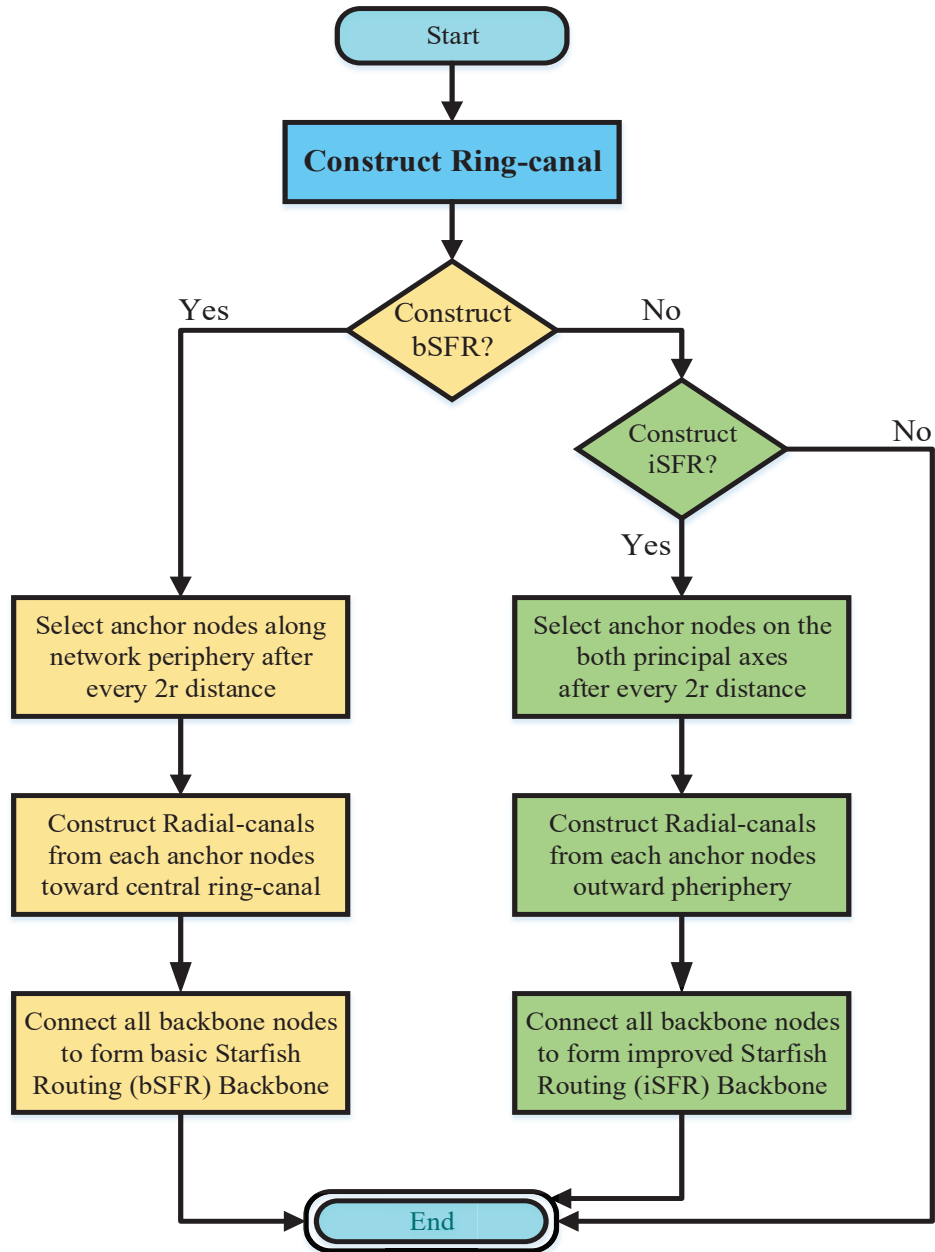 Start
Construct Ring-canal
Yes
Construct
bSFR?
No
Construct
iSFR?
No
Yes
Select anchor nodes along
network periphery after
every 2r distance
Select anchor nodes on the
both principal axes
after every 2r distance
Construct Radial-canals
from each anchor nodes
toward central ring-canal
Construct Radial-canals
from each anchor nodes
outward pheriphery
Connect all backbone nodes
to form basic Starfish
Routing (bSFR) Backbone
Connect all backbone nodes
to form improved Starfish
Routing (iSFR) Backbone
End